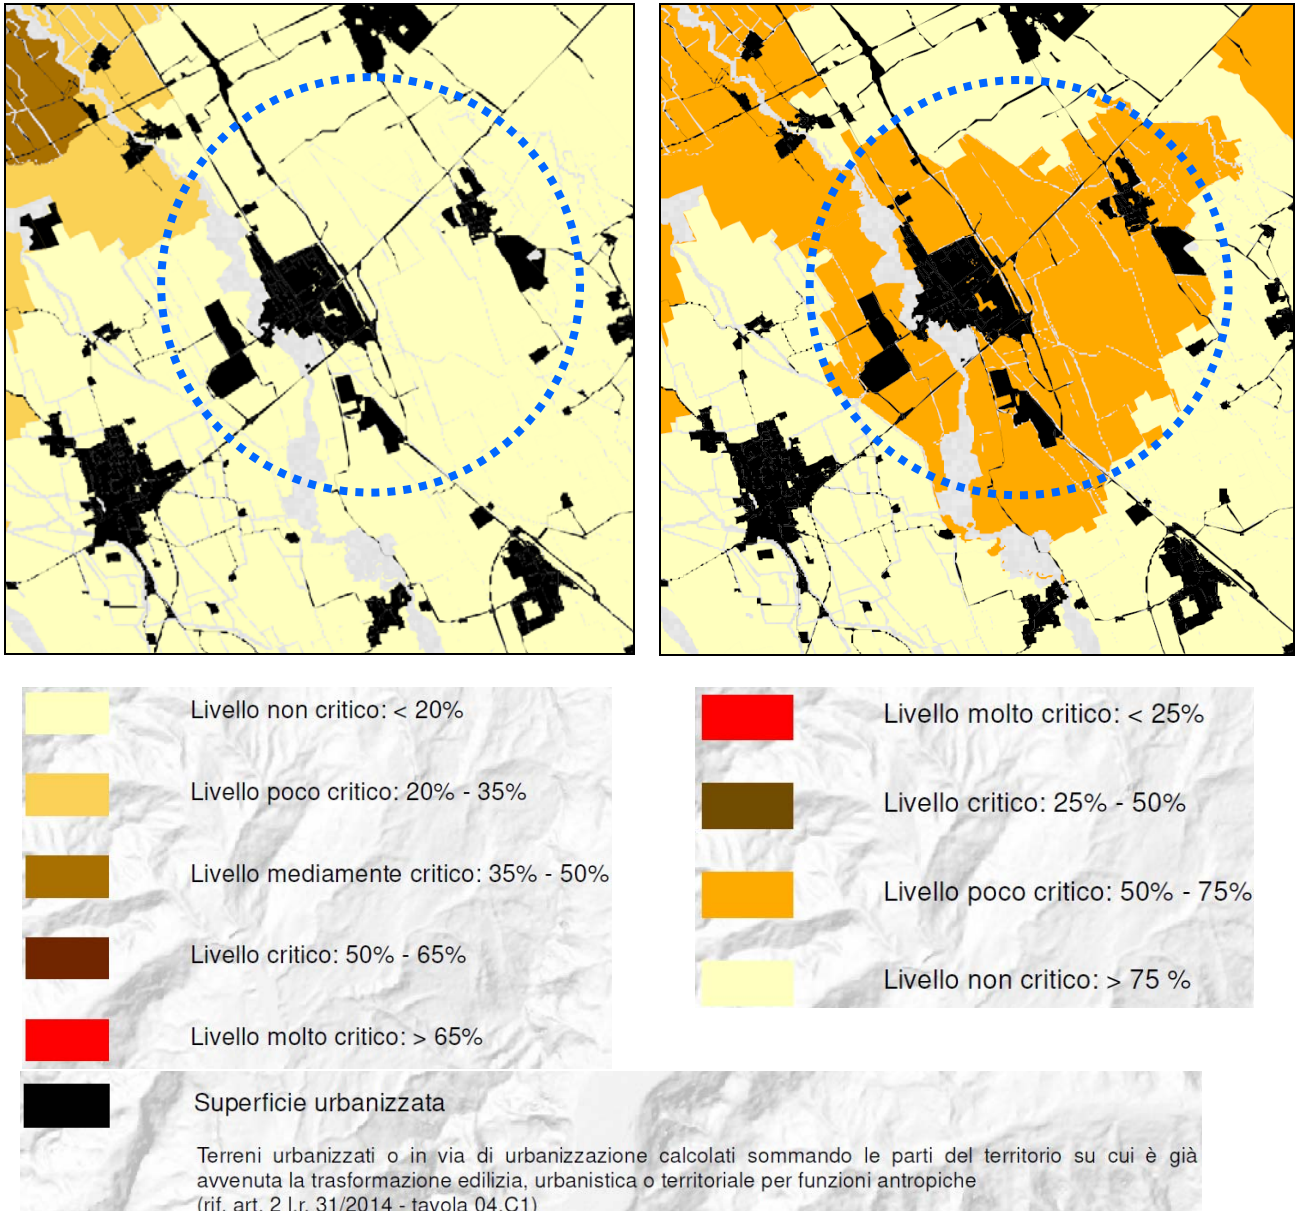 Livello non critico: < 20%
Livello poco critico: 20% - 35%
Livello mediamente critico: 35% - 50%
Livello critico: 50% - 65%
Livello molto critico: > 65%
Livello molto critico: < 25%
Livello critico: 25% - 50%
Livello poco critico: 50% - 75%
Livello non critico: > 75 %
Superficie urbanizzata
Terreni urbanizzati o in via di urbanizzazione calcolati sommando le parti del territorio su cui è già
avvenuta la trasformazione edilizia, urbanistica o territoriale per funzioni antropiche
(rif. art. 2 l.r. 31/2014 - tavola 04.C1)